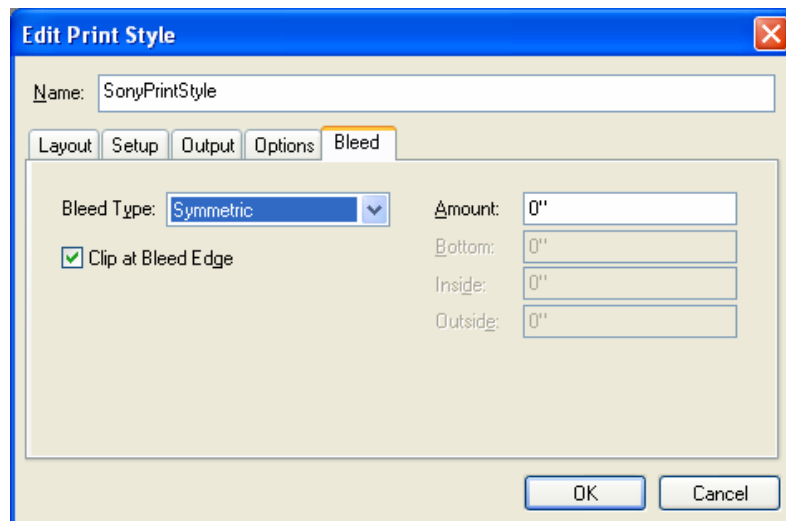 Edit Print Style
Name: SonyPrintStyle
Layout Setup Output Options Bleed
Bleed Type: Symmetric Amount: 0"
Bottom: 0"
Clip at Bleed Edge
Inside: 0"
Outside: 0"
OK Cancel